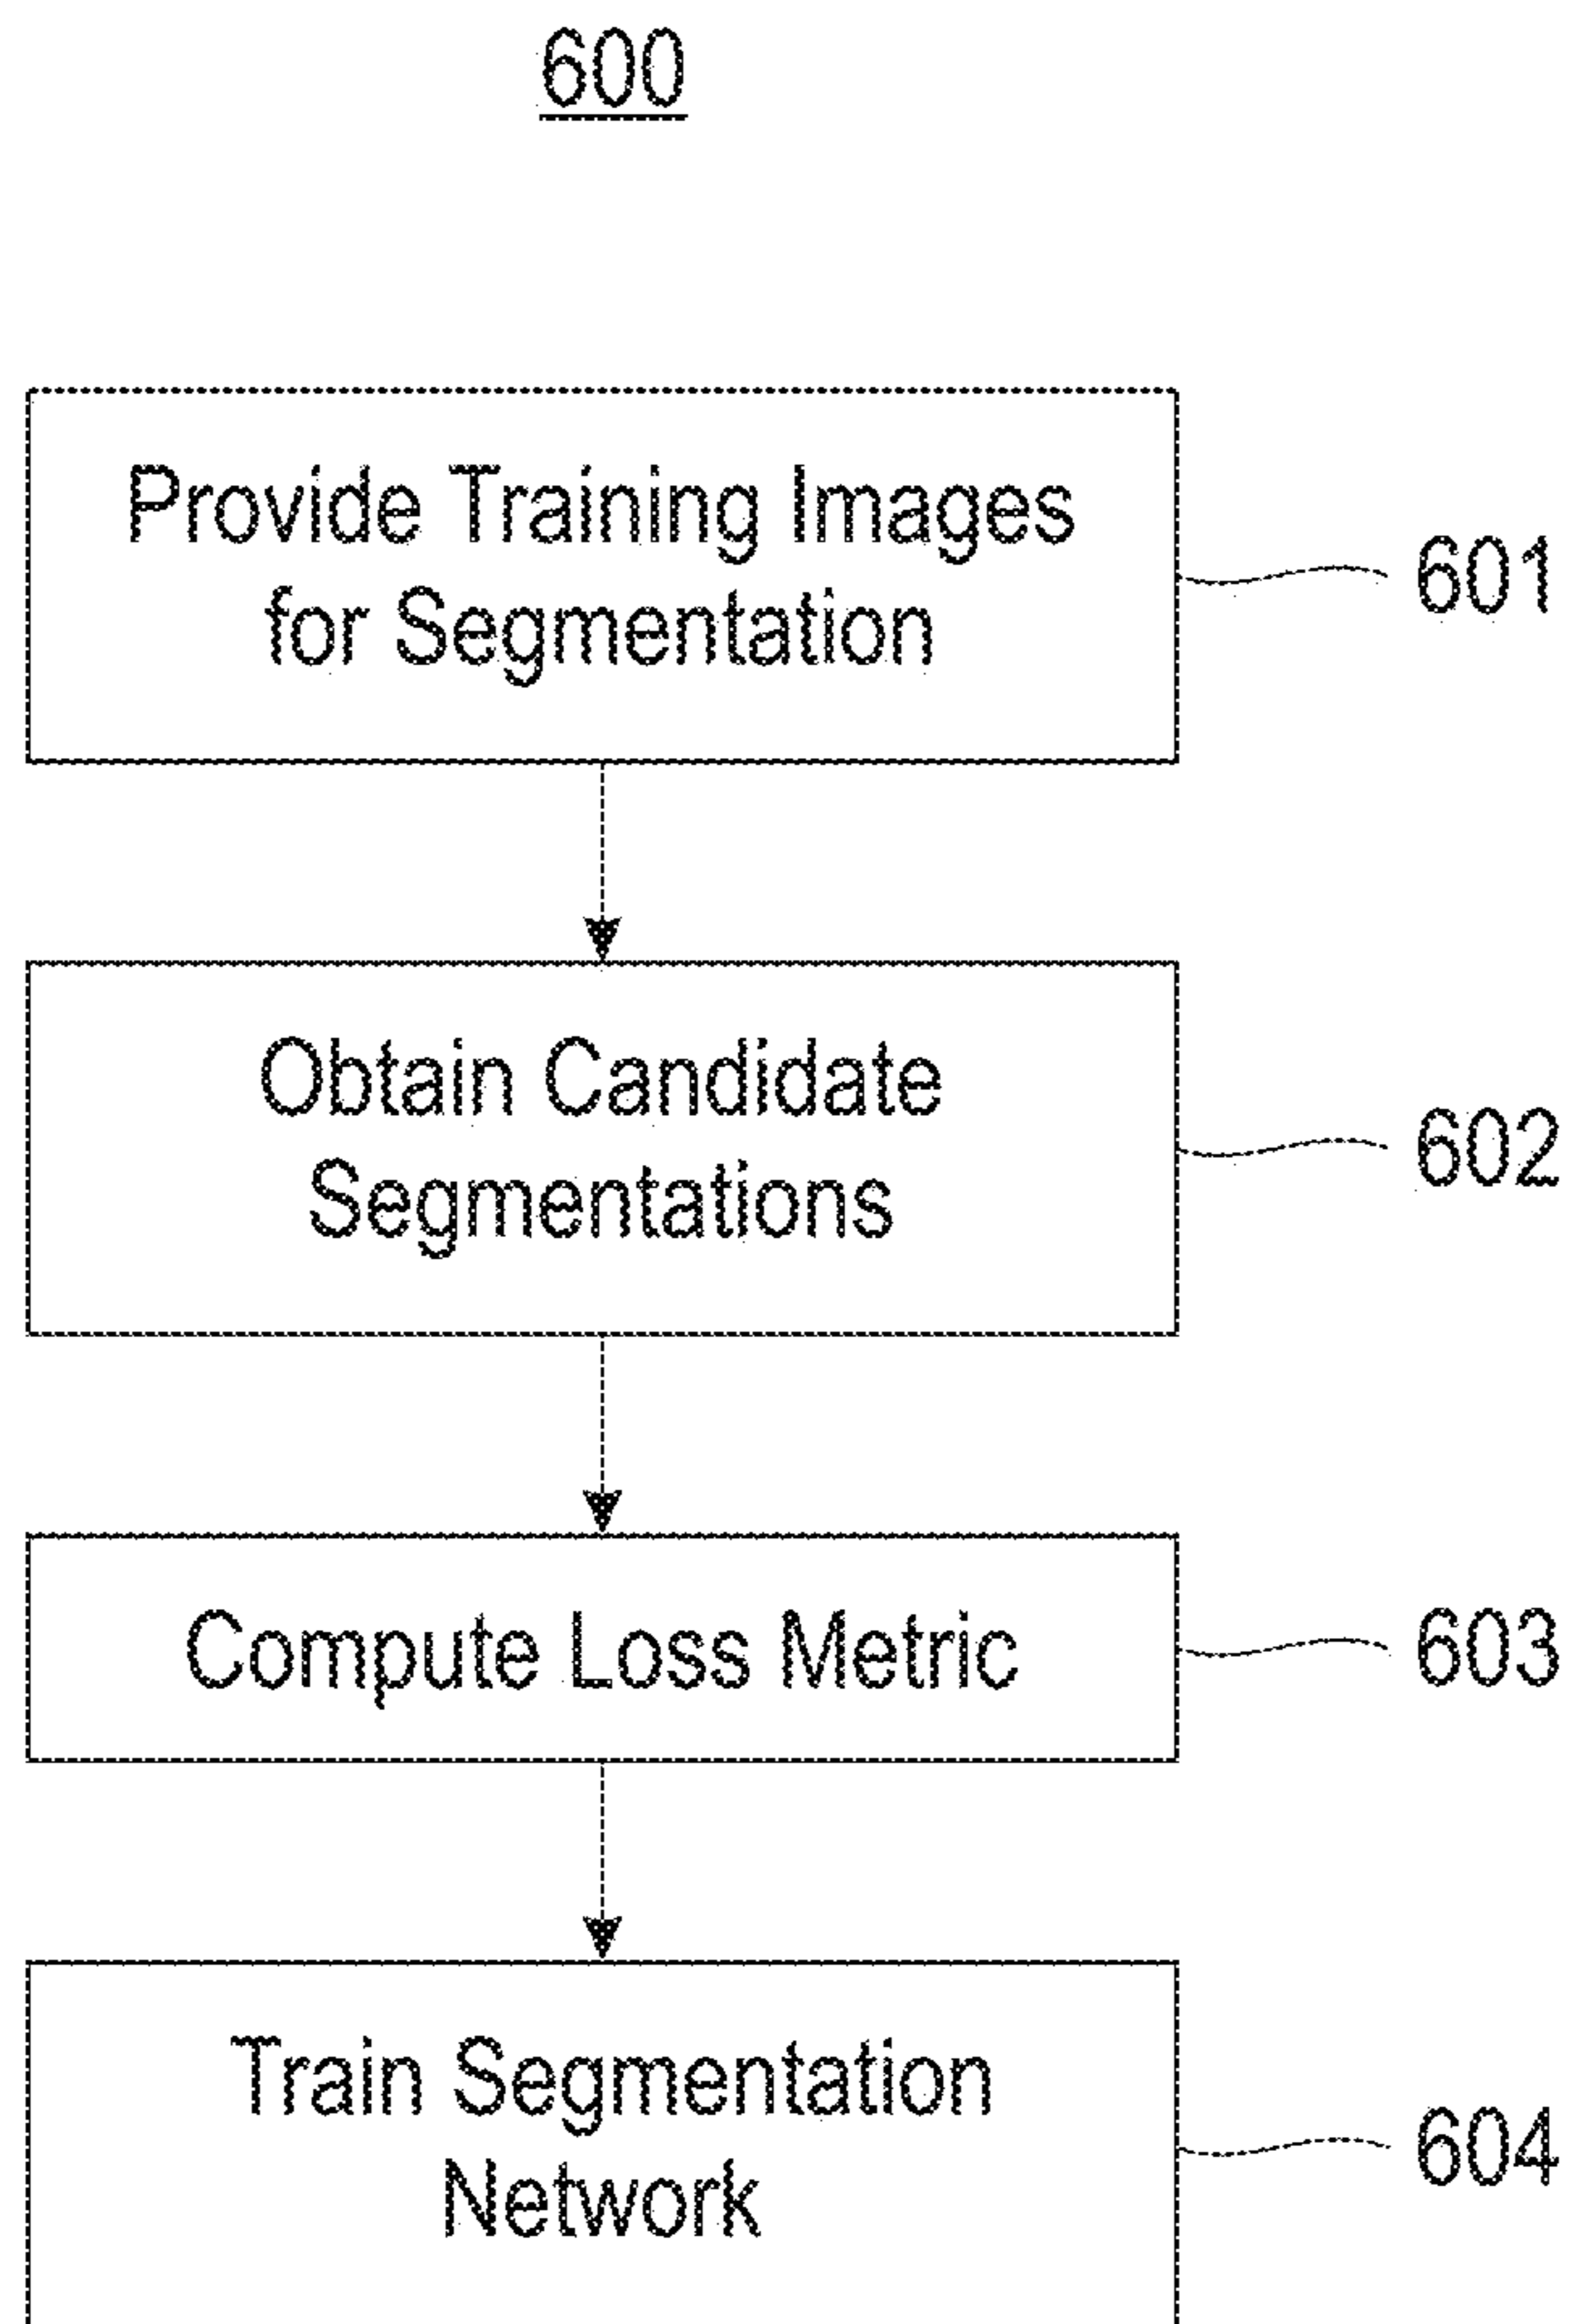 600
Provide Training Images
for Segmentation
601
Obtain Candidate
Segmentations
602
Compute Loss Metric
603
Train Segmentation
Network
604